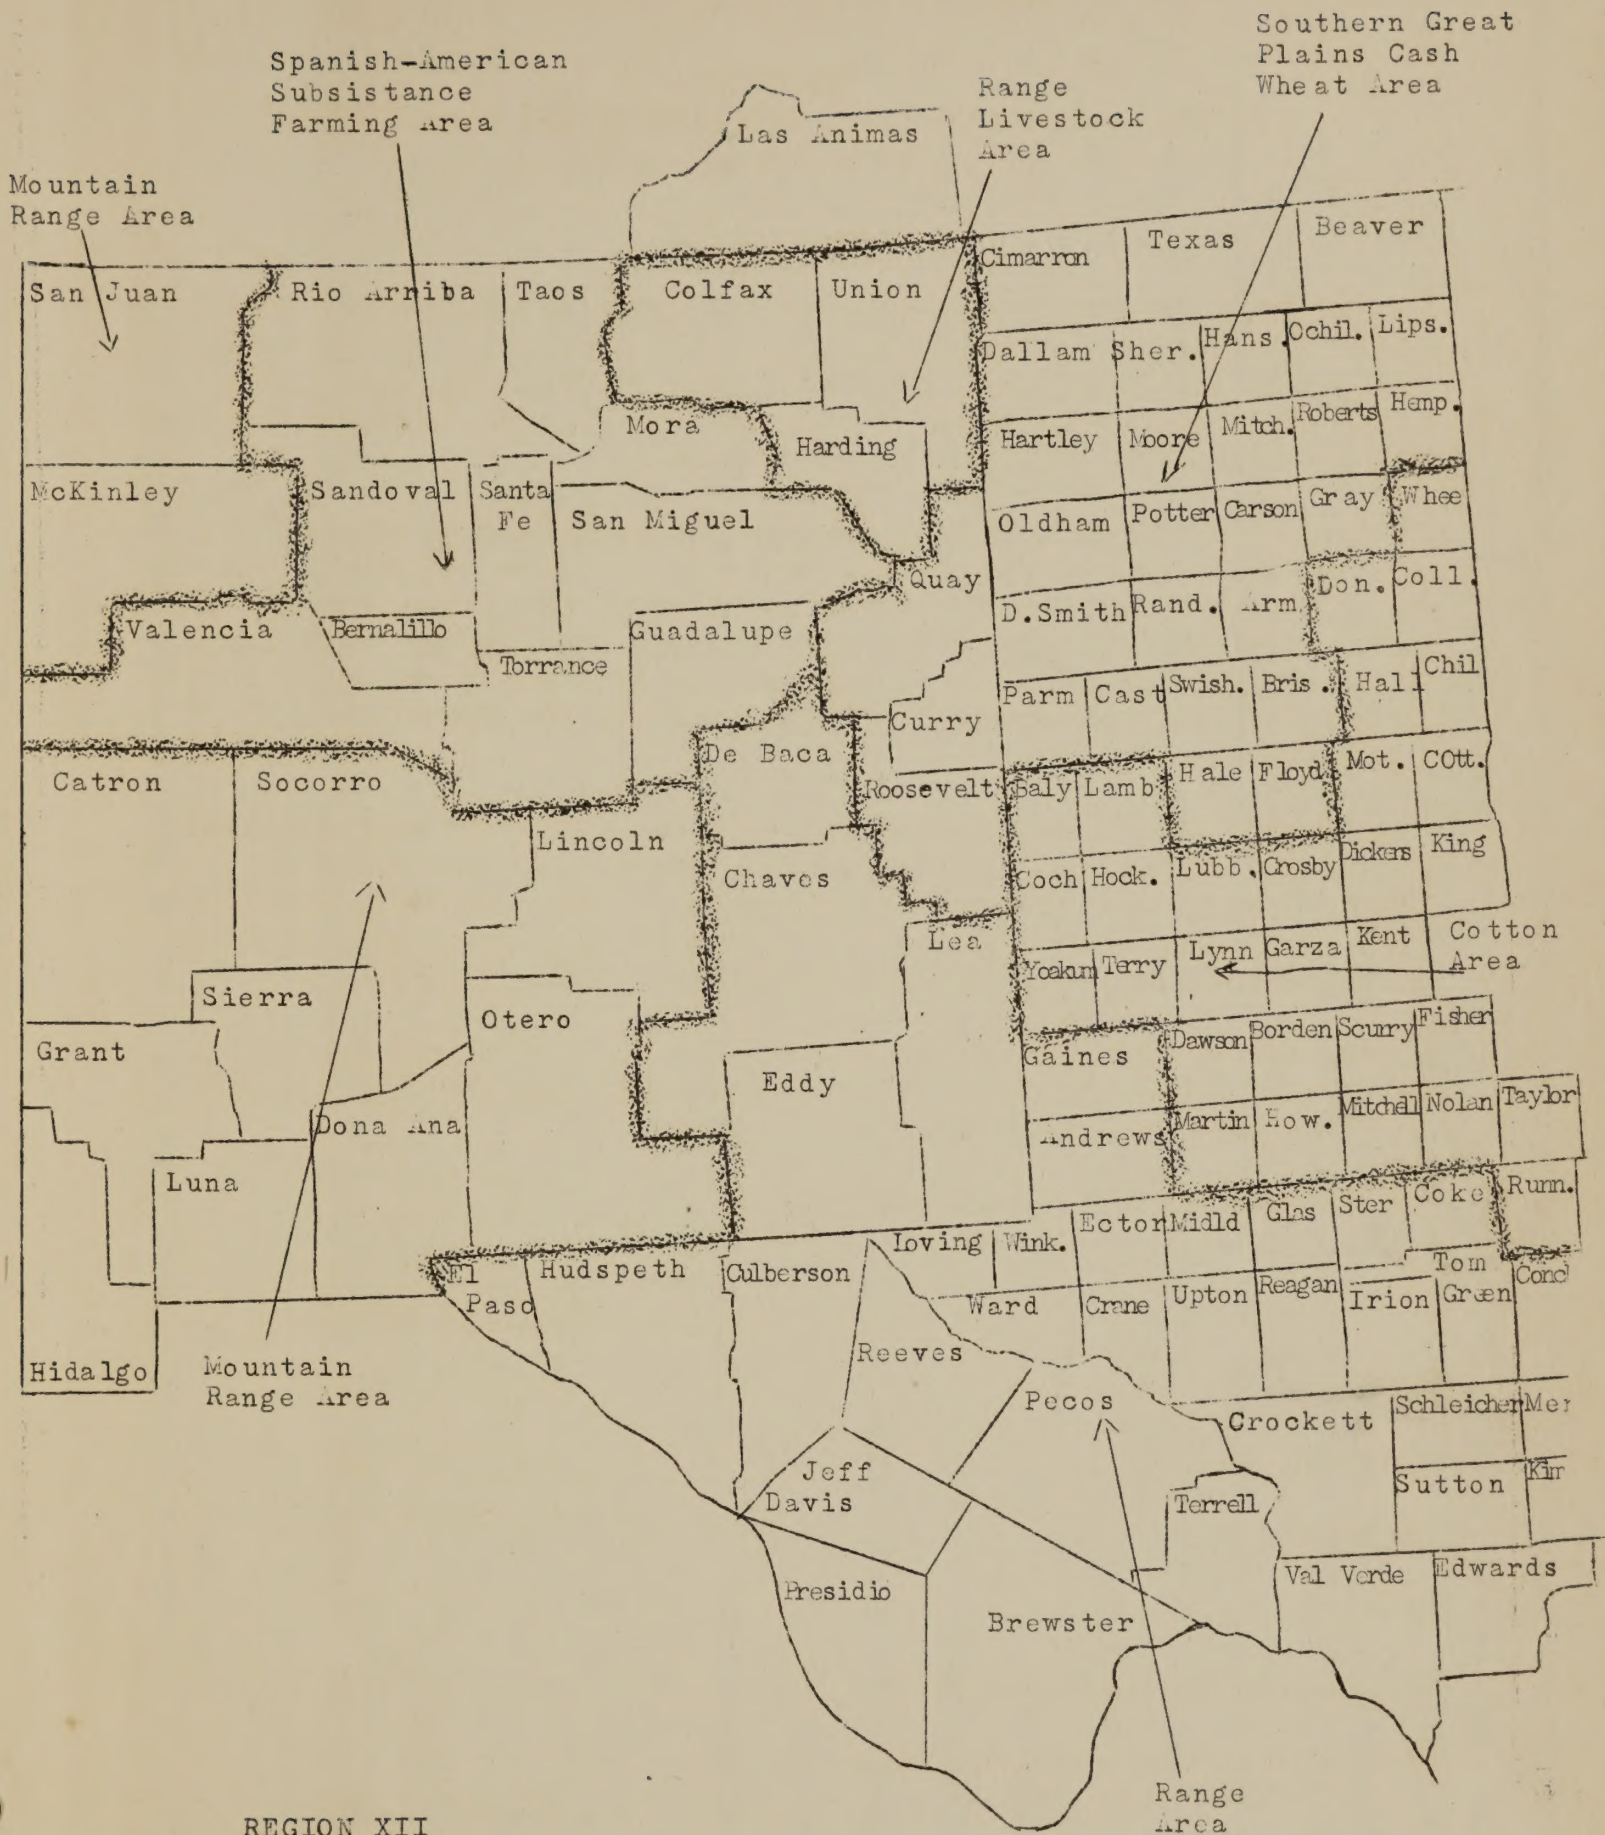 Southern Great
Plains Cash
Wheat Area
Spanish-American
Subsistance
Farming Area
Range
Livestock
Area
Las Animas
Mountain
Range Area
Cimarron
Texas
Beaver
San Juan
Rio Arriba
Taos
Colfax
Union
Dallam
Sher.
Hans.
Ochil.
Lips.
Mora
Harding
Hartley
Moore
Mitch.
Roberts
Hemp.
McKinley
Sandoval
Santa
Fe
San Miguel
Oldham
Potter
Carson
Gray
Whee
Quay
D.Smith
Rand.
Arm
Don.
Coll.
Valencia
Bernalillo
Guadalupe
Torrance
Parm
Cast
Swish.
Bris.
Hall
Chil
Curry
De Baca
Catron
Socorro
Roosevelt
Baly
Lamb
Hale
Floyd
Mot.
COtt.
Lincoln
Chaves
Coch
Hock.
Lubb.
Crosby
Dickens
King
Lea
Yoakum
Terry
Lynn
Garza
Kent
Cotton
Area
Sierra
Otero
Grant
Gaines
Dawson
Borden
Scurry
Fisher
Eddy
Dona Ana
Andrews
Martin
How.
Mitchell
Nolan
Taylor
Luna
Ector
Midld
Glas
Ster
Coke
Runn.
Loving
Wink.
El
Paso
Hudspeth
Culberson
Ward
Crane
Upton
Reagan
Irion
Tom
Green
Conc
Hidalgo
Mountain
Range Area
Reeves
Pecos
Crockett
Schleicher
Mer
Jeff
Davis
Terrell
Sutton
Kim
Presidio
Brewster
Val Verde
Edwards
Range
Area
REGION XII